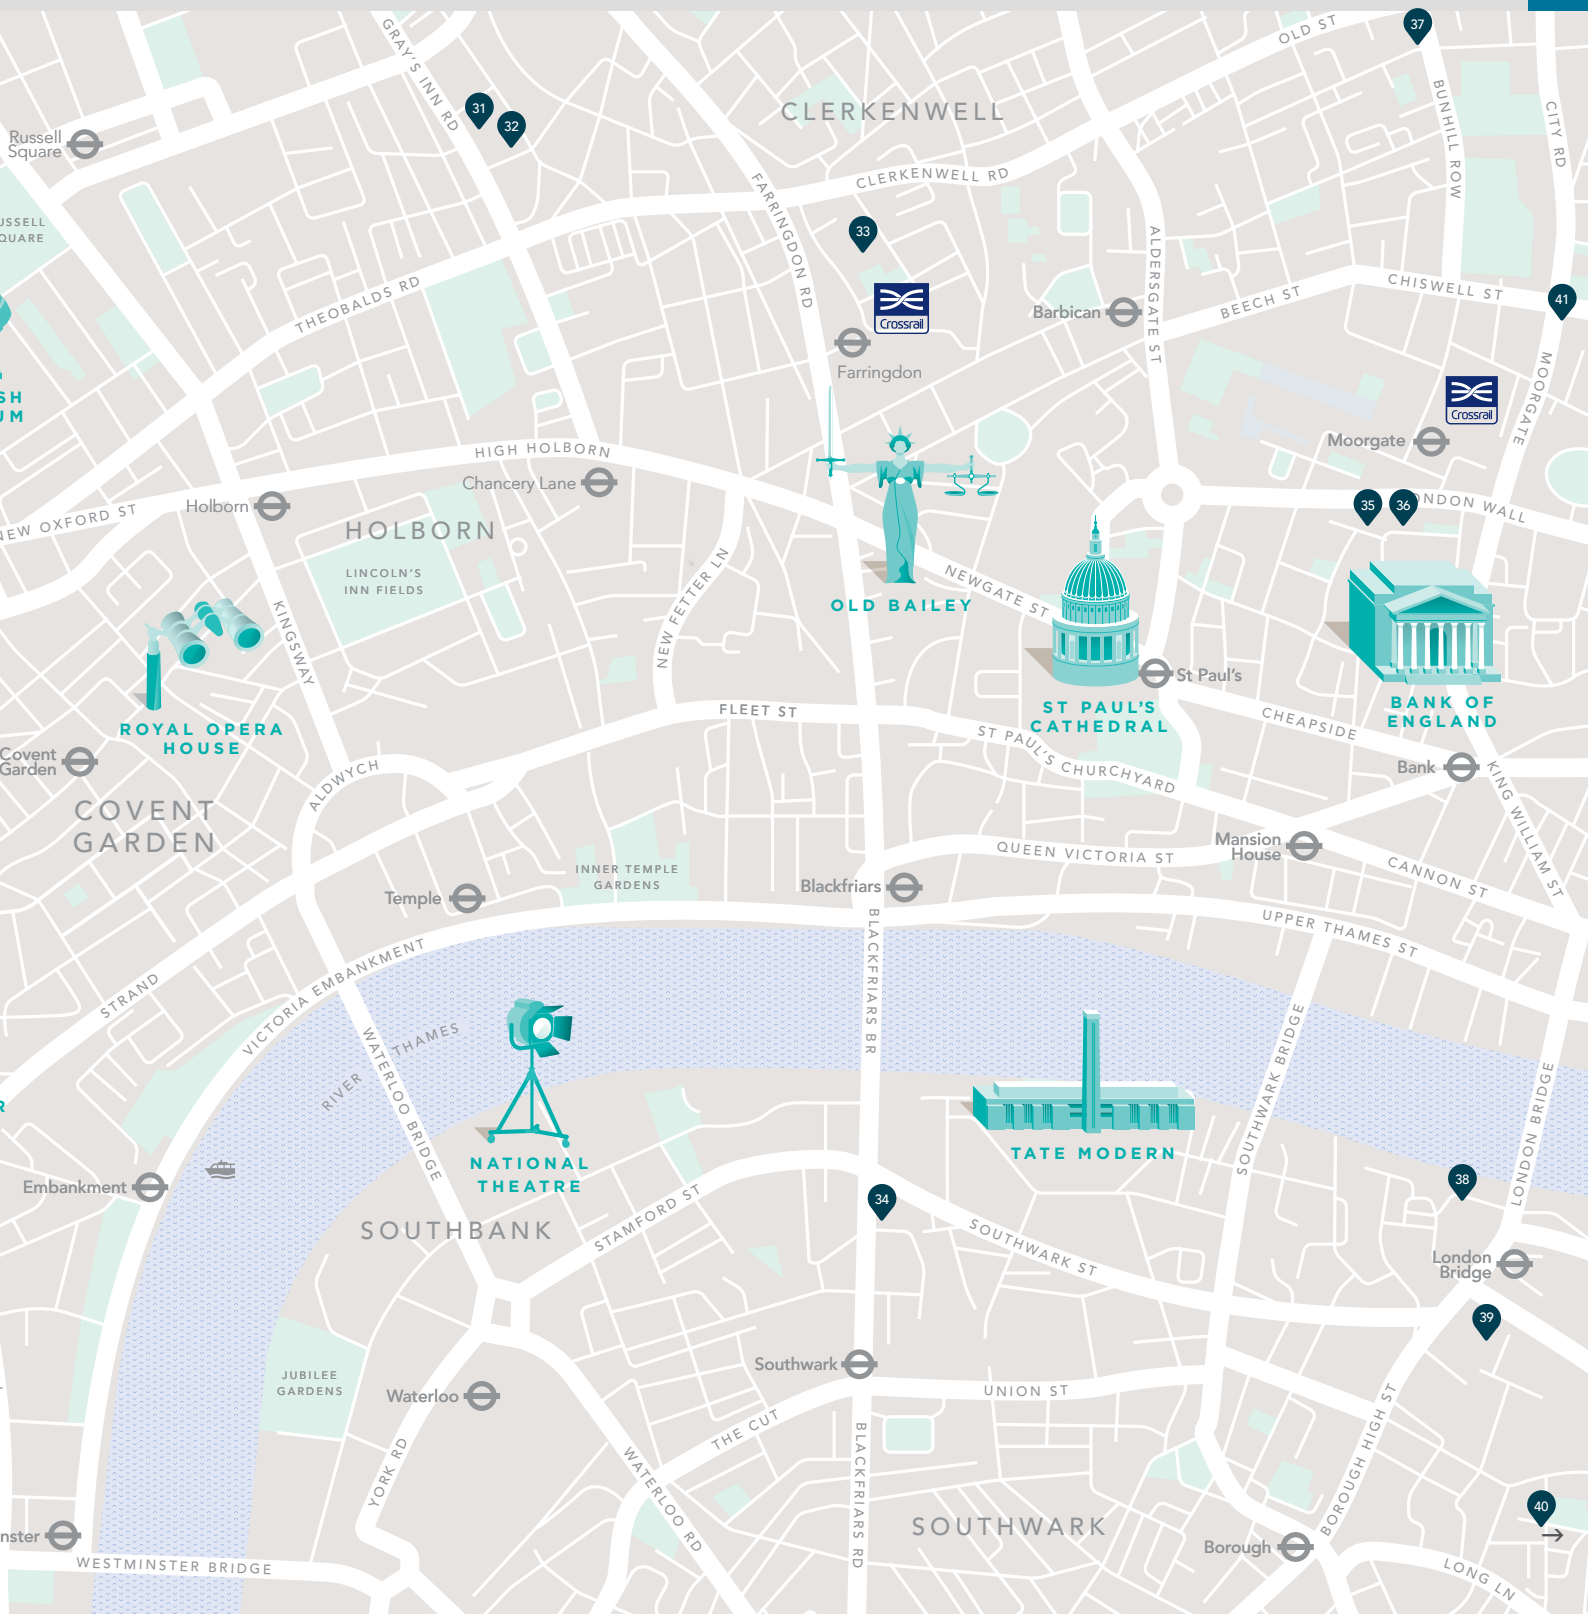 OLD ST
37
GRAY'S INN RD
31
32
CLERKENWELL
BUNHILL ROW
CITY RD
Russell
Square
CLERKENWELL RD
FARRINGDON RD
USSELL
QUARE
33
ALDERSGATE ST
THEOBALDS RD
Crossrail
Barbican
BEECH ST
CHISWELL ST
41
Farringdon
SH
UM
MOORGATE
Crossrail
Moorgate
HIGH HOLBORN
Chancery Lane
Holborn
NEW OXFORD ST
HOLBORN
35
36
ONDON WALL
LINCOLN'S
INN FIELDS
NEW FETTER LN
NEWGATE ST
OLD BAILEY
KINGSWAY
St Paul's
ROYAL OPERA
HOUSE
FLEET ST
ST PAUL'S
CATHEDRAL
BANK OF
ENGLAND
CHEAPSIDE
ST PAUL'S CHURCHYARD
Covent
Garden
ALDWYCH
Bank
KING WILLIAM ST
COVENT
GARDEN
Mansion
House
QUEEN VICTORIA ST
CANNON ST
INNER TEMPLE
GARDENS
Temple
Blackfriars
UPPER THAMES ST
BLACKFRIARS BR
VICTORIA EMBANKMENT
STRAND
RIVER THAMES
WATERLOO BRIDGE
SOUTHWARK BRIDGE
LONDON BRIDGE
R
NATIONAL
THEATRE
TATE MODERN
Embankment
38
34
SOUTHBANK
STAMFORD ST
SOUTHWARK ST
London
Bridge
39
Southwark
JUBILEE
GARDENS
Waterloo
UNION ST
THE CUT
BOROUGH HIGH ST
YORK RD
WATERLOO RD
BLACKFRIARS RD
SOUTHWARK
40
nster
Borough
WESTMINSTER BRIDGE
LONG LN